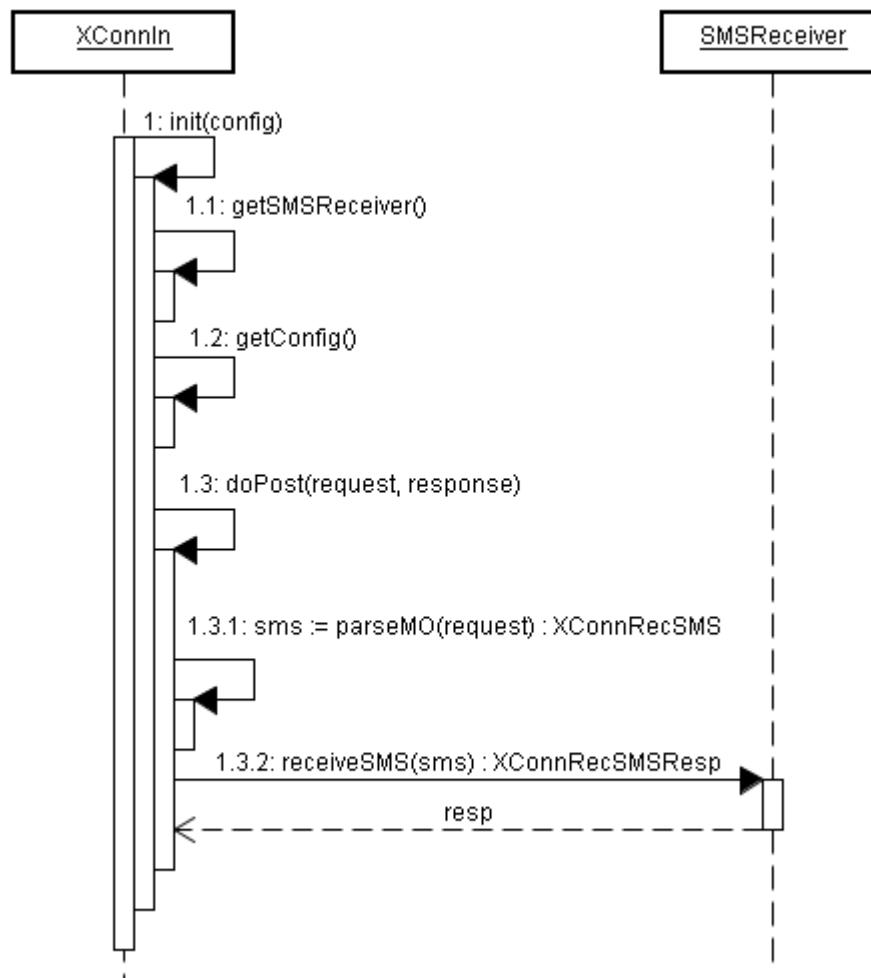 XConnIn
SMSReceiver
1: init(config)
1.1: getSMSReceiver()
1.2: getConfig()
1.3: doPost(request, response)
1.3.1: sms := parseMO(request) : XConnRecSMS
1.3.2: receiveSMS(sms) : XConnRecSMSResp
resp